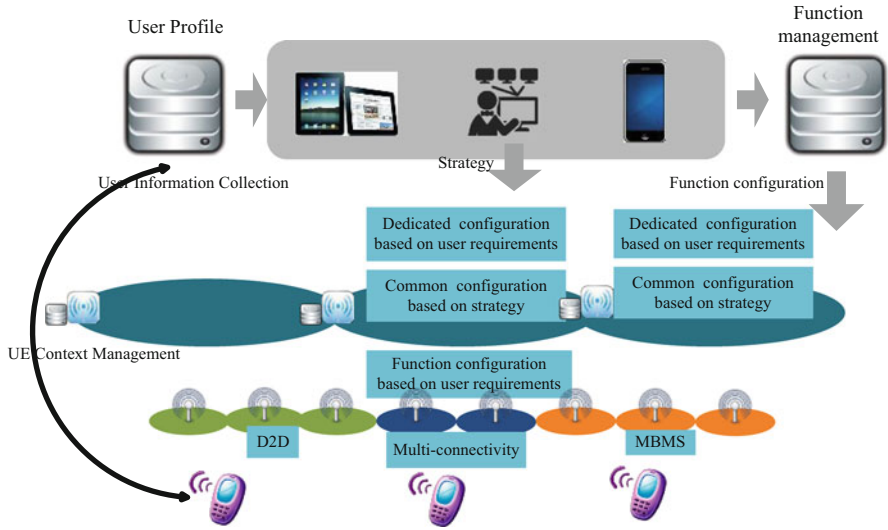 User Profile
Function
management
Strategy
User Information Collection
Function configuration
Dedicated configuration
based on user requirements
Dedicated configuration
based on user requirements
Common configuration
based on strategy
Common configuration
based on strategy
UE Context Management
Function configuration
based on user requirements
D2D
Multi-connectivity
MBMS